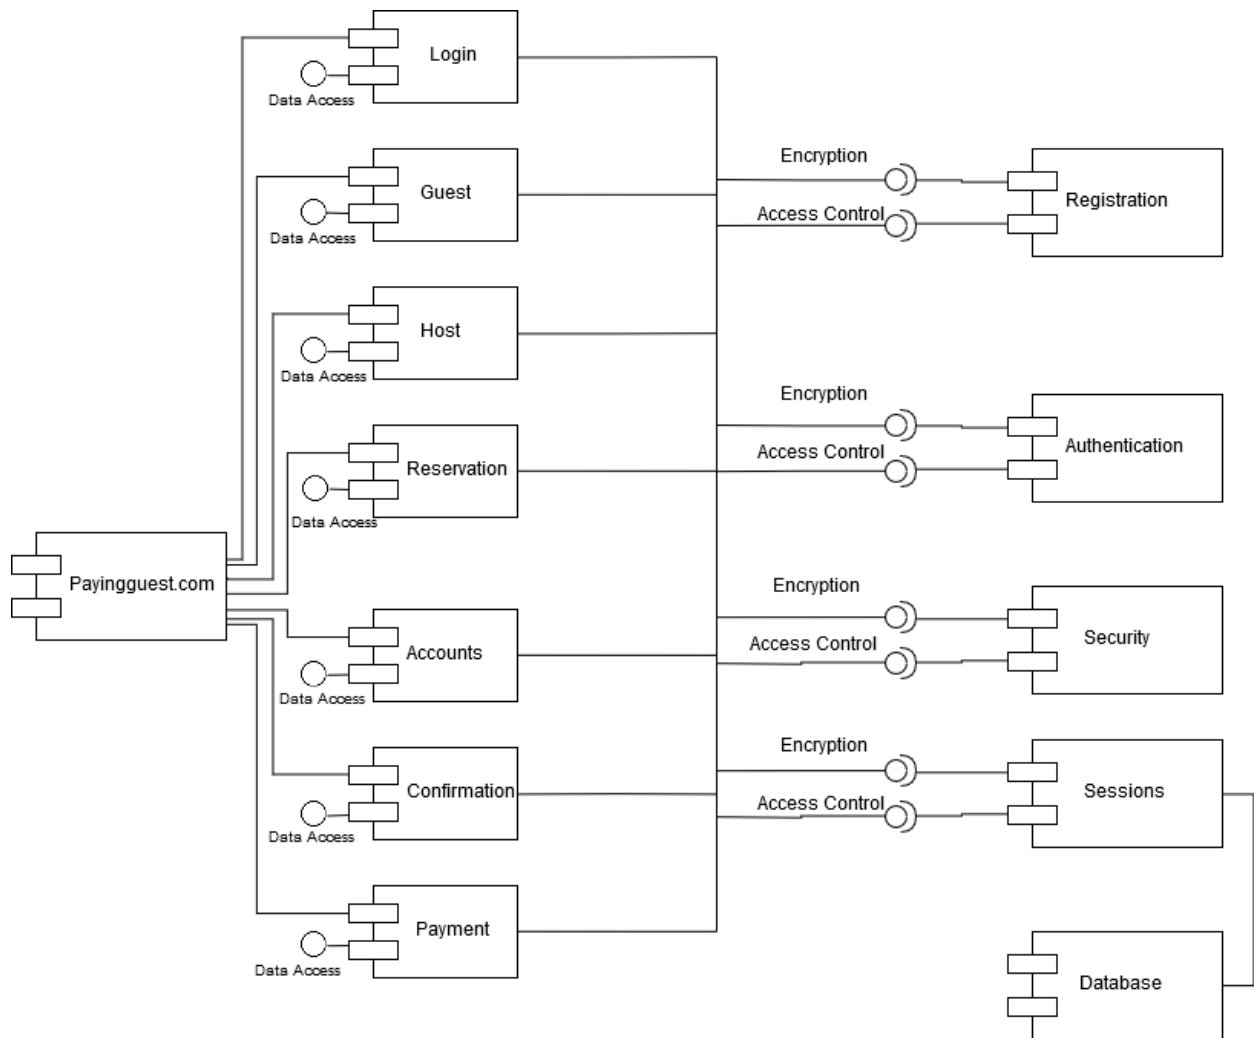 Login
Data Access
Encryption
Registration
Guest
Access Control
Data Access
Host
Data Access
Encryption
Authentication
Access Control
Reservation
Data Access
Payingguest.com
Encryption
Security
Access Control
Accounts
Data Access
Encryption
Sessions
Access Control
Confirmation
Data Access
Payment
Data Access
Database